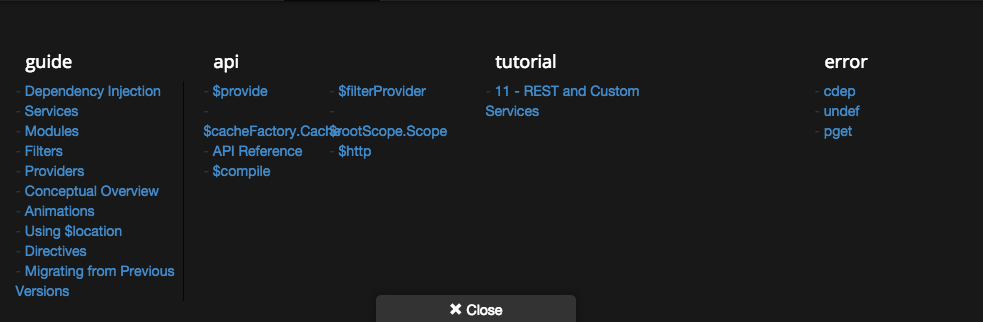 guide
- Dependency Injection
- Services
- Modules
- Filters
- Providers
- Conceptual Overview
- Animations
- Using $location
- Directives
- Migrating from Previous
Versions
api
- $provide
-
$cacheFactory.Cache
- API Reference
- $compile
- $filterProvider
-
$rootScope.Scope
- $http
tutorial
- 11 - REST and Custom
Services
error
- cdep
- undef
- pget
✖ Close